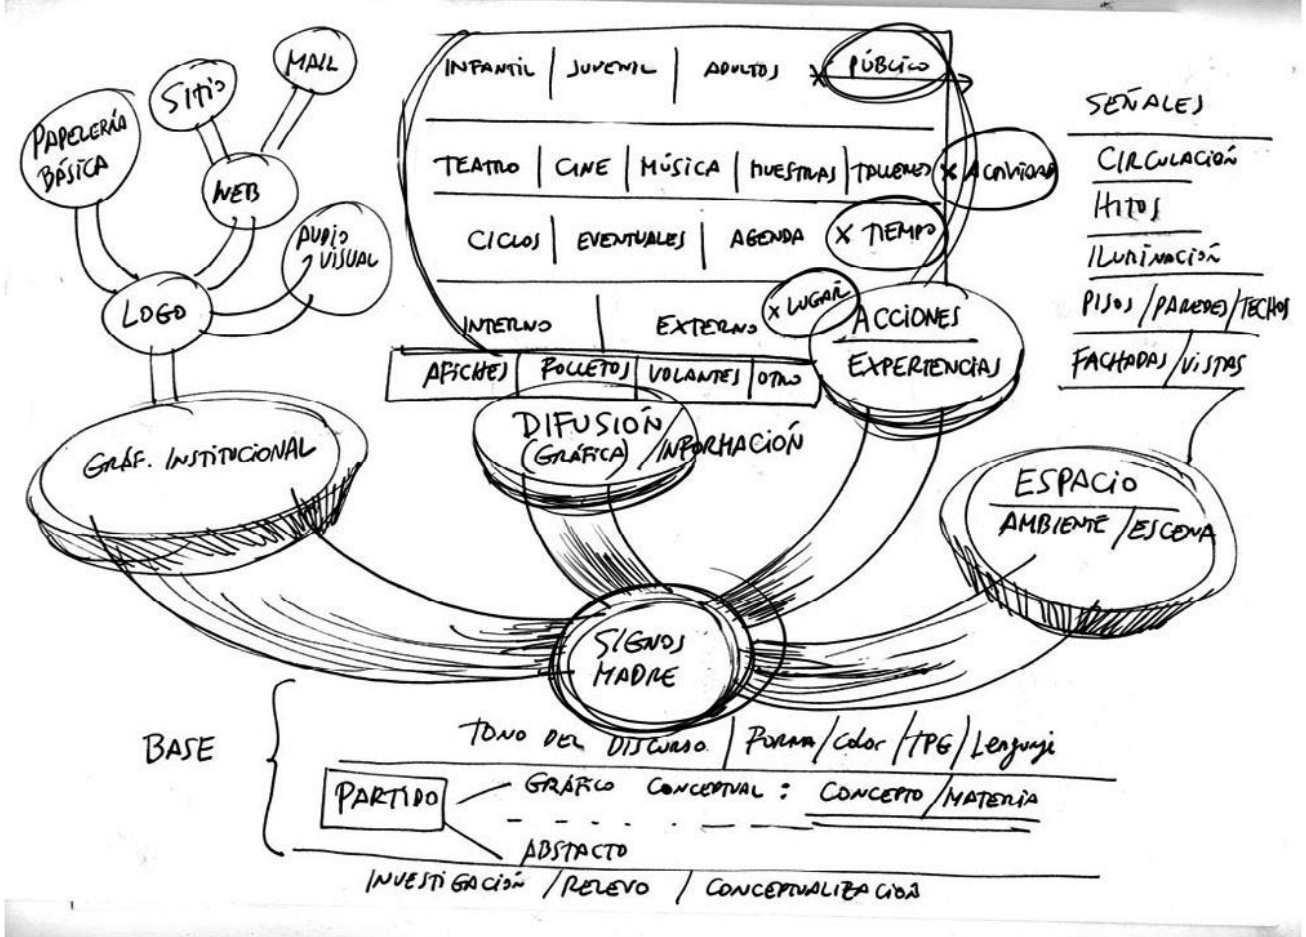 MAIL
SITIO
PAPELERÍA
BÁSICA
WEB
AUDIO
VISUAL
LOGO
GRÁF. INSTITUCIONAL
INFANTIL | JUVENIL | ADULTOS X PÚBLICO
TEATRO | CINE | MÚSICA | MUESTRAS | TALLERES X ACTIVIDAD
CICLOS | EVENTUALES | AGENDA X TIEMPO
INTERNO | EXTERNO X LUGAR
AFICHES | FOLLETOS | VOLANTES | OTRO
DIFUSIÓN
(GRÁFICA) / INFORMACIÓN
ACCIONES
EXPERIENCIAS
SEÑALES
CIRCULACIÓN
HITOS
ILUMINACIÓN
PISOS / PAREDES / TECHOS
FACHADAS / VISTAS
ESPACIO
AMBIENTE / ESCENA
SIGNOS
MADRE
BASE
TONO DEL DISCURSO | FORMA / Color / TPG / Lenguaje
PARTIDO
GRÁFICO CONCEPTUAL : CONCEPTO / MATERIA
ABSTACTO
INVESTIGACIÓN / RELEVO / CONCEPTUALIZACIÓN